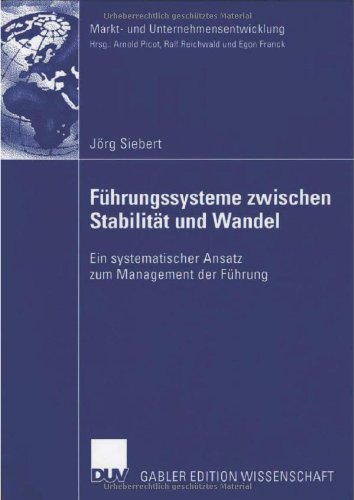 Urheberrechtlich geschütztes Material
Markt- und Unternehmensentwicklung
Hrsg.: Arnold Picot, Ralf Reichwald und Egon Franck
Jörg Siebert
Führungssysteme zwischen
Stabilität und Wandel
Ein systematischer Ansatz
zum Management der Führung
DUV
GABLER EDITION WISSENSCHAFT
Urheberrechtlich geschütztes Material